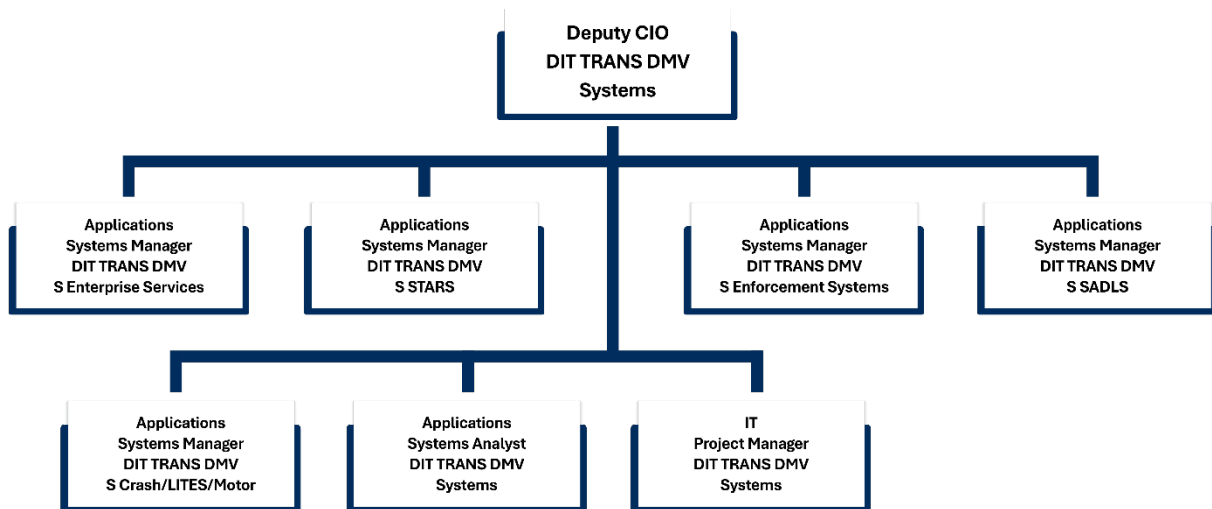 Deputy CIO
DIT TRANS DMV
Systems
Applications
Systems Manager
DIT TRANS DMV
S Enterprise Services
Applications
Systems Manager
DIT TRANS DMV
S STARS
Applications
Systems Manager
DIT TRANS DMV
S Enforcement Systems
Applications
Systems Manager
DIT TRANS DMV
S SADLS
Applications
Systems Manager
DIT TRANS DMV
S Crash/LITES/Motor
Applications
Systems Analyst
DIT TRANS DMV
Systems
IT
Project Manager
DIT TRANS DMV
Systems